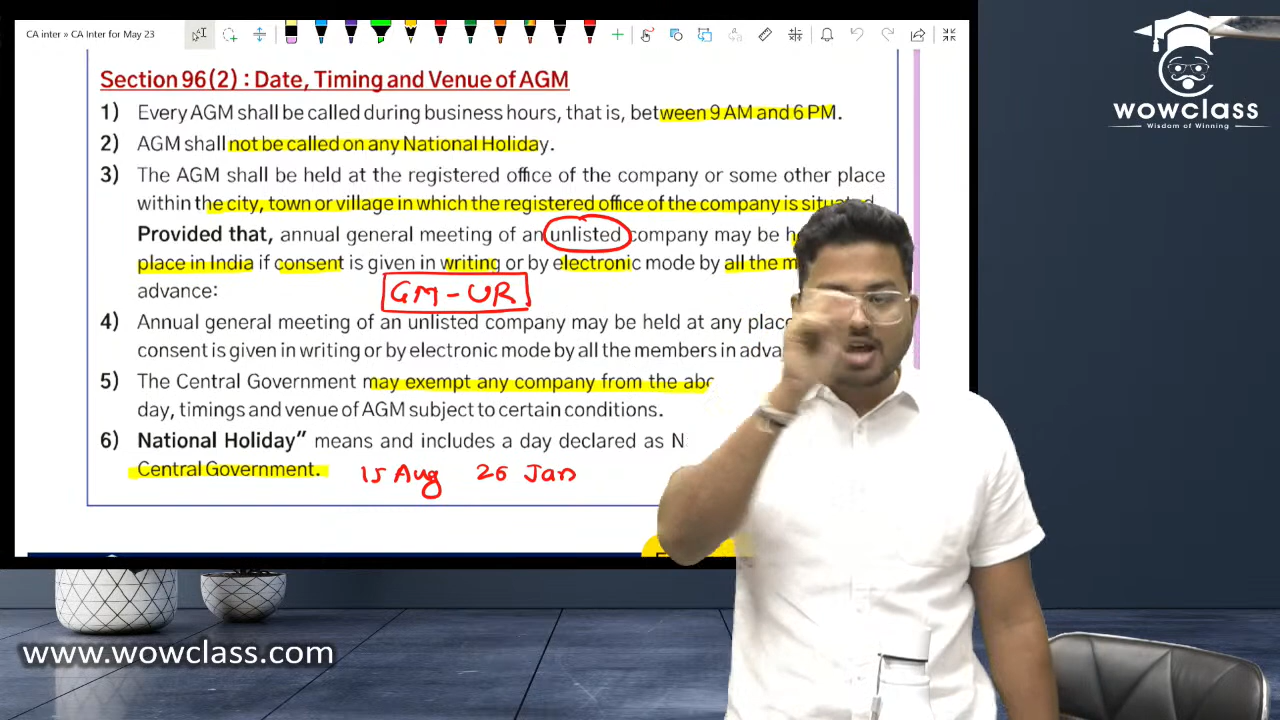 CA inter » CA Inter for May 23
wowclass
Wisdom of Winning
Section 96(2) : Date, Timing and Venue of AGM
1) Every AGM shall be called during business hours, that is, between 9 AM and 6 PM.
2) AGM shall not be called on any National Holiday.
3) The AGM shall be held at the registered office of the company or some other place
within the city, town or village in which the registered office of the company is situated.
Provided that, annual general meeting of an unlisted company may be
place in India if consent is given in writing or by electronic mode by all the
advance:
GM-UR
4) Annual general meeting of an unlisted company may be held at any place
consent is given in writing or by electronic mode by all the members in
5) The Central Government may exempt any company from the
day, timings and venue of AGM subject to certain conditions.
6) National Holiday” means and includes a day declared as
Central Government. 15 Aug 26 Jan
www.wowclass.com